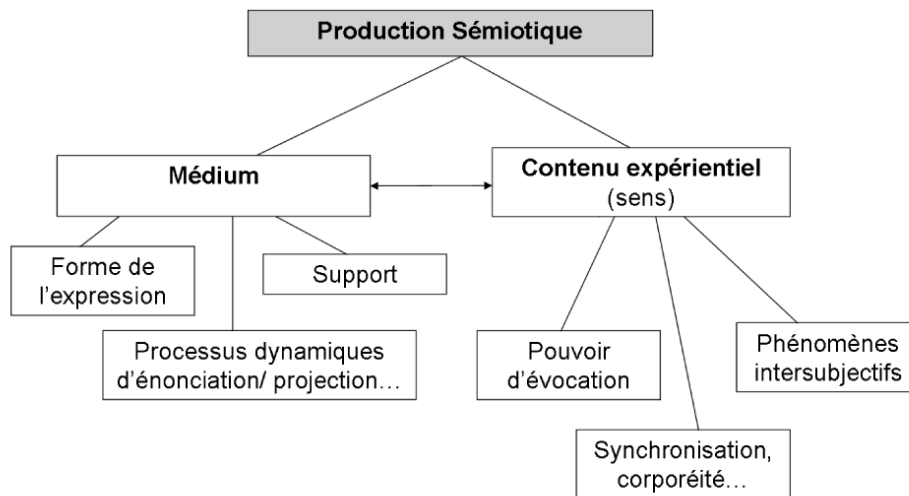 Production Sémiotique
Médium
Contenu expérientiel
(sens)
Forme de
l'expression
Support
Processus dynamiques
d'énonciation/ projection…
Pouvoir
d'évocation
Phénomènes
intersubjectifs
Synchronisation,
corporéité…